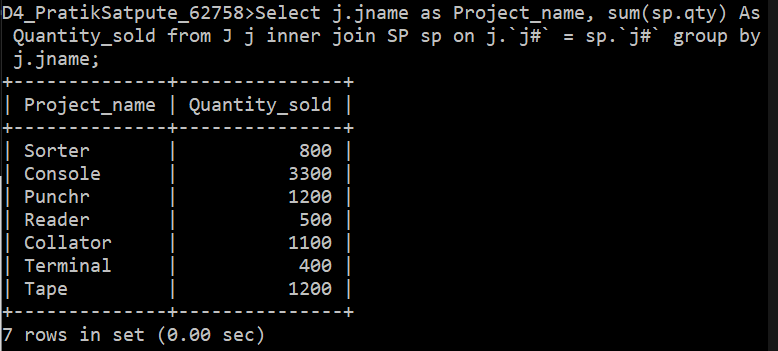 D4_PratikSatpute_62758>Select j.jname as Project_name, sum(sp.qty) As
 Quantity_sold from J j inner join SP sp on j.`j#` = sp.`j#` group by
 j.jname;
+--------------+---------------+
| Project_name | Quantity_sold |
+--------------+---------------+
| Sorter       |           800 |
| Console      |          3300 |
| Punchr       |          1200 |
| Reader       |           500 |
| Collator     |          1100 |
| Terminal     |           400 |
| Tape         |          1200 |
+--------------+---------------+
7 rows in set (0.00 sec)